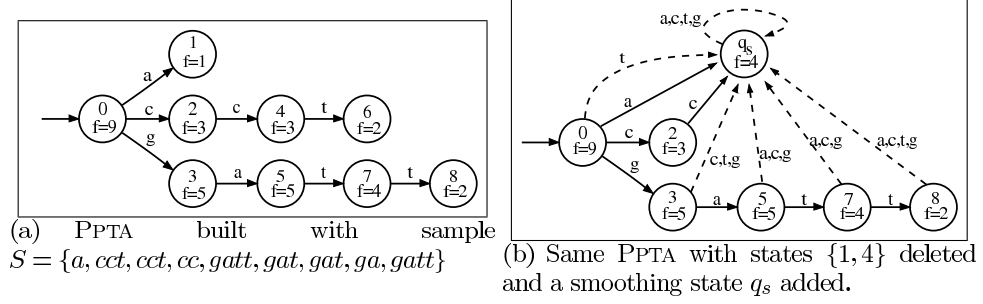 1
f=1
a
0
f=9
c
2
f=3
c
4
f=3
t
6
f=2
g
3
f=5
a
5
f=5
t
7
f=4
t
8
f=2
(a) PPTA built with sample
S = {a, cct, cct, cc, gatt, gat, gat, ga, gatt}
a,c,t,g
qs
f=4
t
a
c
0
f=9
c
2
f=3
g
c,t,g
a,c,g
a,c,g
a,c,t,g
3
f=5
a
5
f=5
t
7
f=4
t
8
f=2
(b) Same PPTA with states {1, 4} deleted
and a smoothing state qs added.